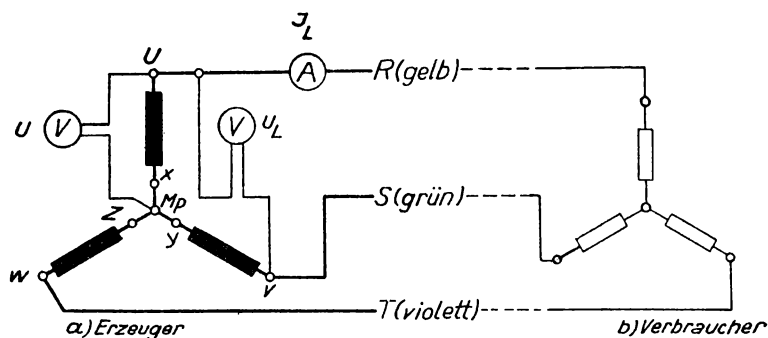 J_L
U
A
R(gelb)
U
V
V
U_L
x
Mp
S(grün)
Z
y
W
V
T(violett)
a) Erzeuger
b) Verbraucher